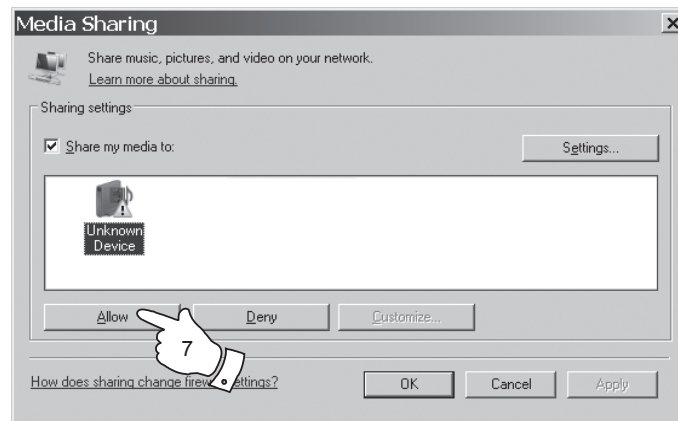 Media Sharing
Share music, pictures, and video on your network.
Learn more about sharing.
Sharing settings
Share my media to:
Settings...
Unknown
Device
Allow
Deny
Customize...
7
How does sharing change firew ettings?
OK
Cancel
Apply